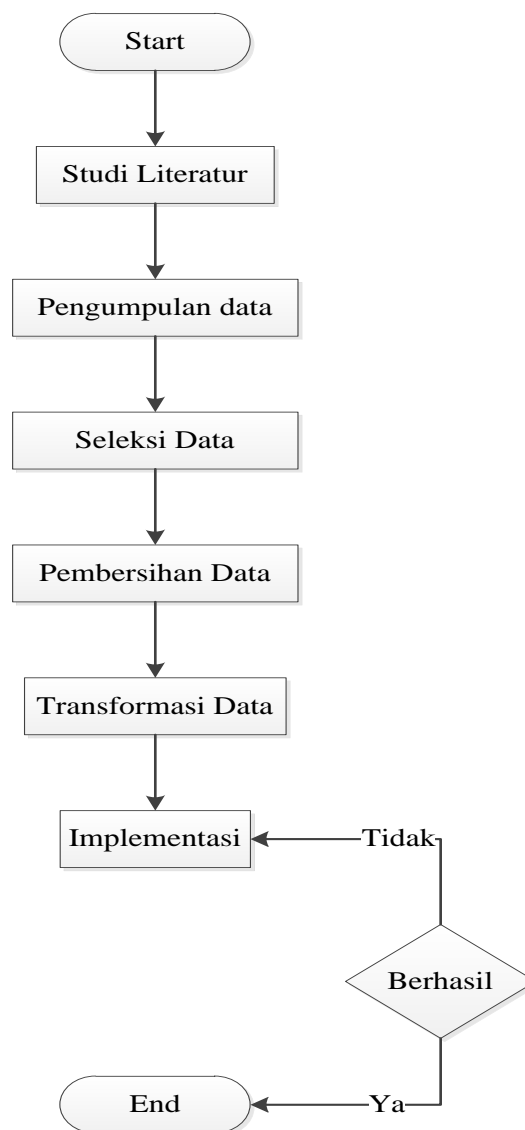 Start
Studi Literatur
Pengumpulan data
Seleksi Data
Pembersihan Data
Transformasi Data
Implementasi
Tidak
Berhasil
Ya
End